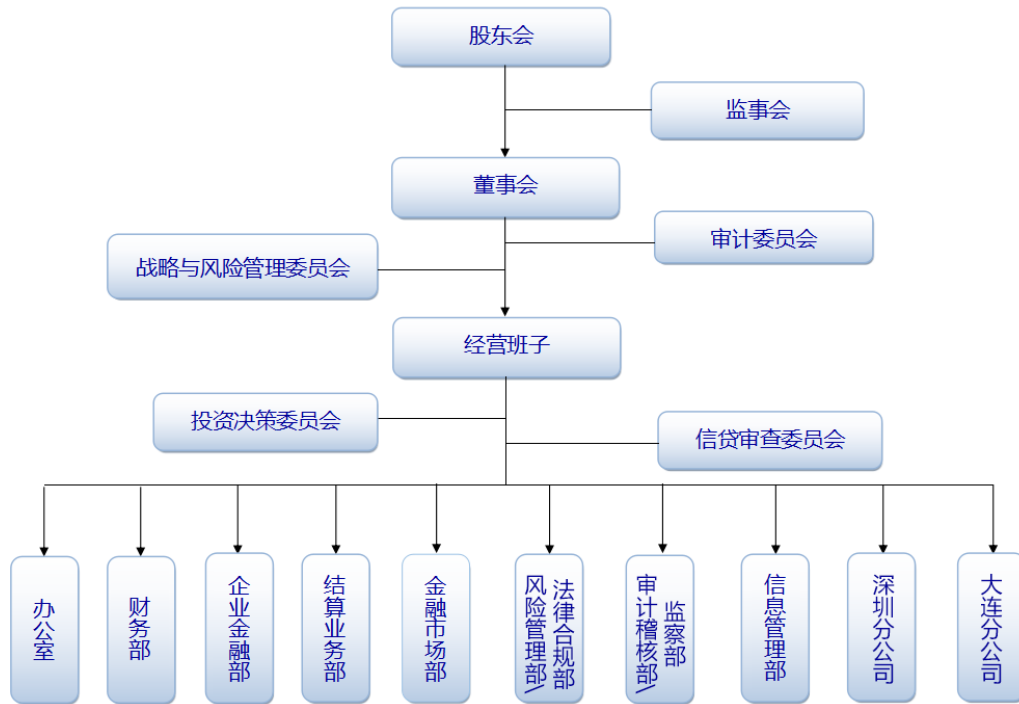 股东会
监事会
董事会
审计委员会
战略与风险管理委员会
经营班子
投资决策委员会
信贷审查委员会
办公室
财务部
企业金融部
结算业务部
金融市场部
风险管理部/
法律合规部
审计稽核部/
监察部
信息管理部
深圳分公司
大连分公司